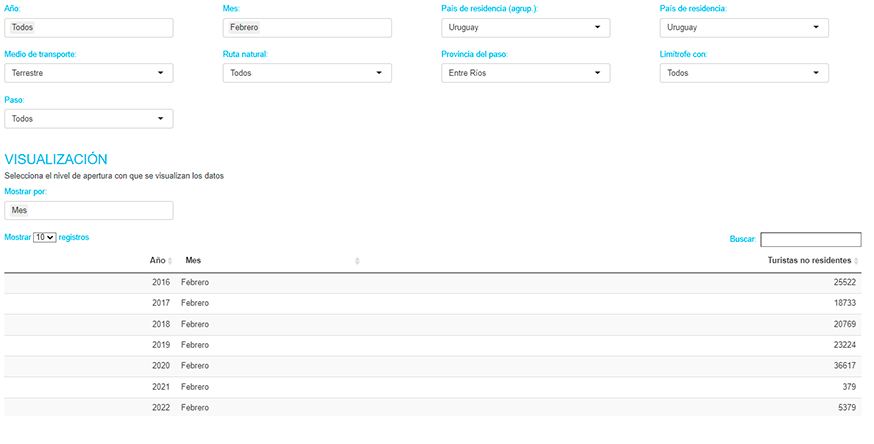 Año: Mes: País de residencia (agrup.): País de residencia:
Todos Febrero Uruguay Uruguay
Medio de transporte: Ruta natural: Provincia del paso: Limítrofe con:
Terrestre Todos Entre Ríos Todos
Paso:
Todos
VISUALIZACIÓN
Selecciona el nivel de apertura con que se visualizan los datos
Mostrar por:
Mes
Mostrar 10 registros Buscar:
Año Mes Turistas no residentes
2016 Febrero 25522
2017 Febrero 18733
2018 Febrero 20769
2019 Febrero 23224
2020 Febrero 36617
2021 Febrero 379
2022 Febrero 5379